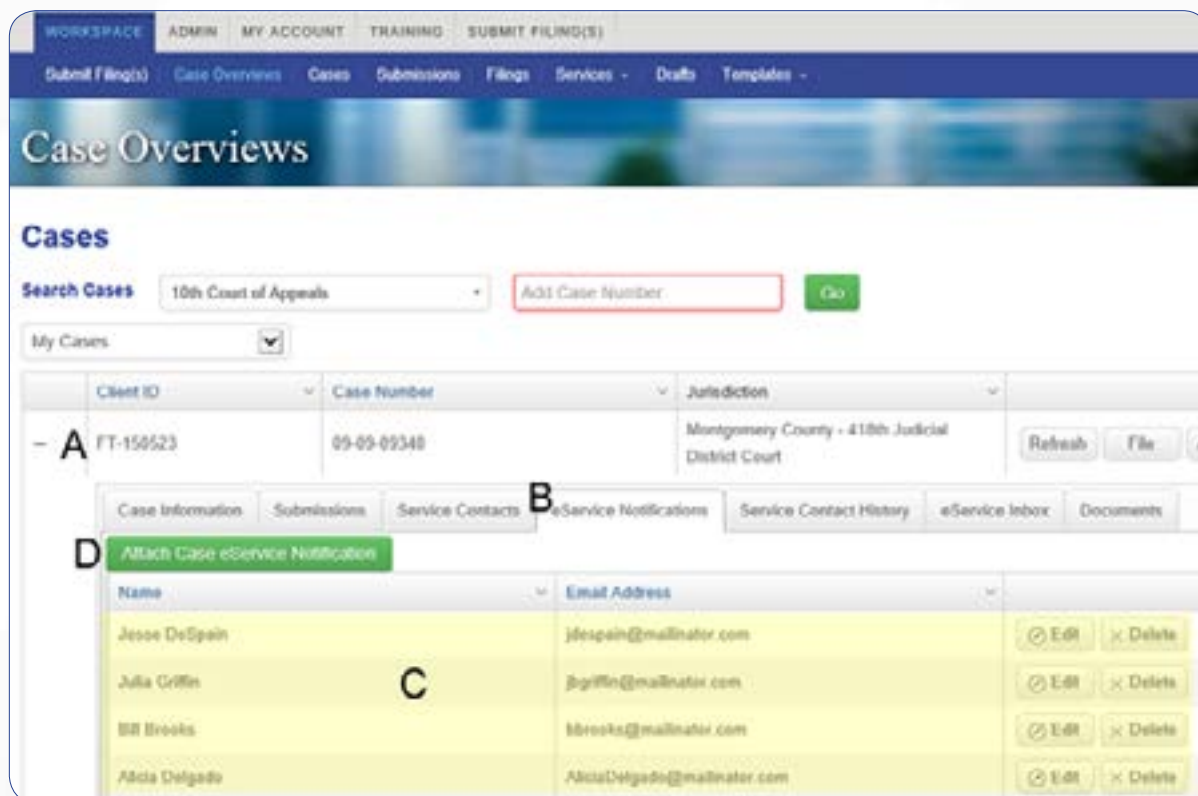 WORKSPACE ADMIN MY ACCOUNT TRAINING SUBMIT FILING(S)
Submit Filing(s) Case Overviews Cases Submissions Filings Services Drafts Templates
Case Overviews
Cases
Search Cases 10th Court of Appeals Add Case Number Go
My Cases
Client ID Case Number Jurisdiction
A FT-150523 09-09-09340 Montgomery County - 418th Judicial District Court Refresh File
Case Information Submissions Service Contacts B eService Notifications Service Contact History eService Inbox Documents
D Attach Case eService Notification
Name Email Address
Jesse DeSpain jdespain@mailinator.com Edit Delete
Julia Griffin C jbgriffin@mailinator.com Edit Delete
Bill Brooks bbrooks@mailinator.com Edit Delete
Alicia Delgado AliciaDelgado@mailinator.com Edit Delete